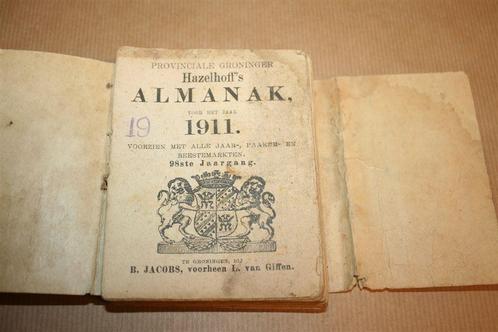 PROVINCIALE GRONINGER
Hazelhoff's
ALMANAK,
VOOR HET JAAR
19
1911.
VOORZIEN MET ALLE JAAR-, PAARDE- EN
BEESTEMARKTEN.
98ste Jaargang.
TE GRONINGEN, BIJ
R. JACOBS, voorheen L. van Giffen.